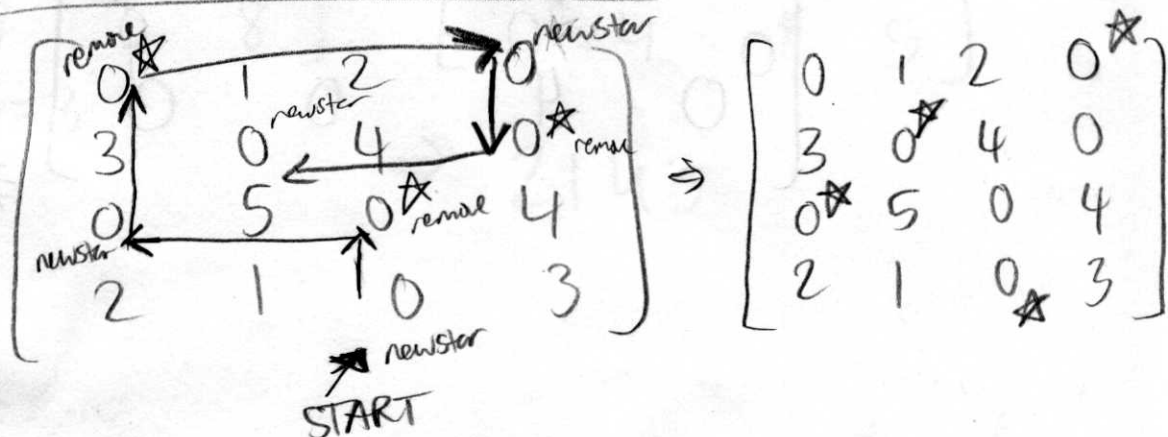 remove ☆ newstar
0 1 2 0 0 1 2 0 ☆
newstar
3 0 4 0 ☆ remove ⇒ 3 0 ☆ 4 0
0 5 0 ☆ remove 4 0 ☆ 5 0 4
newstar
2 1 0 3 2 1 0 ☆ 3
newstar
START